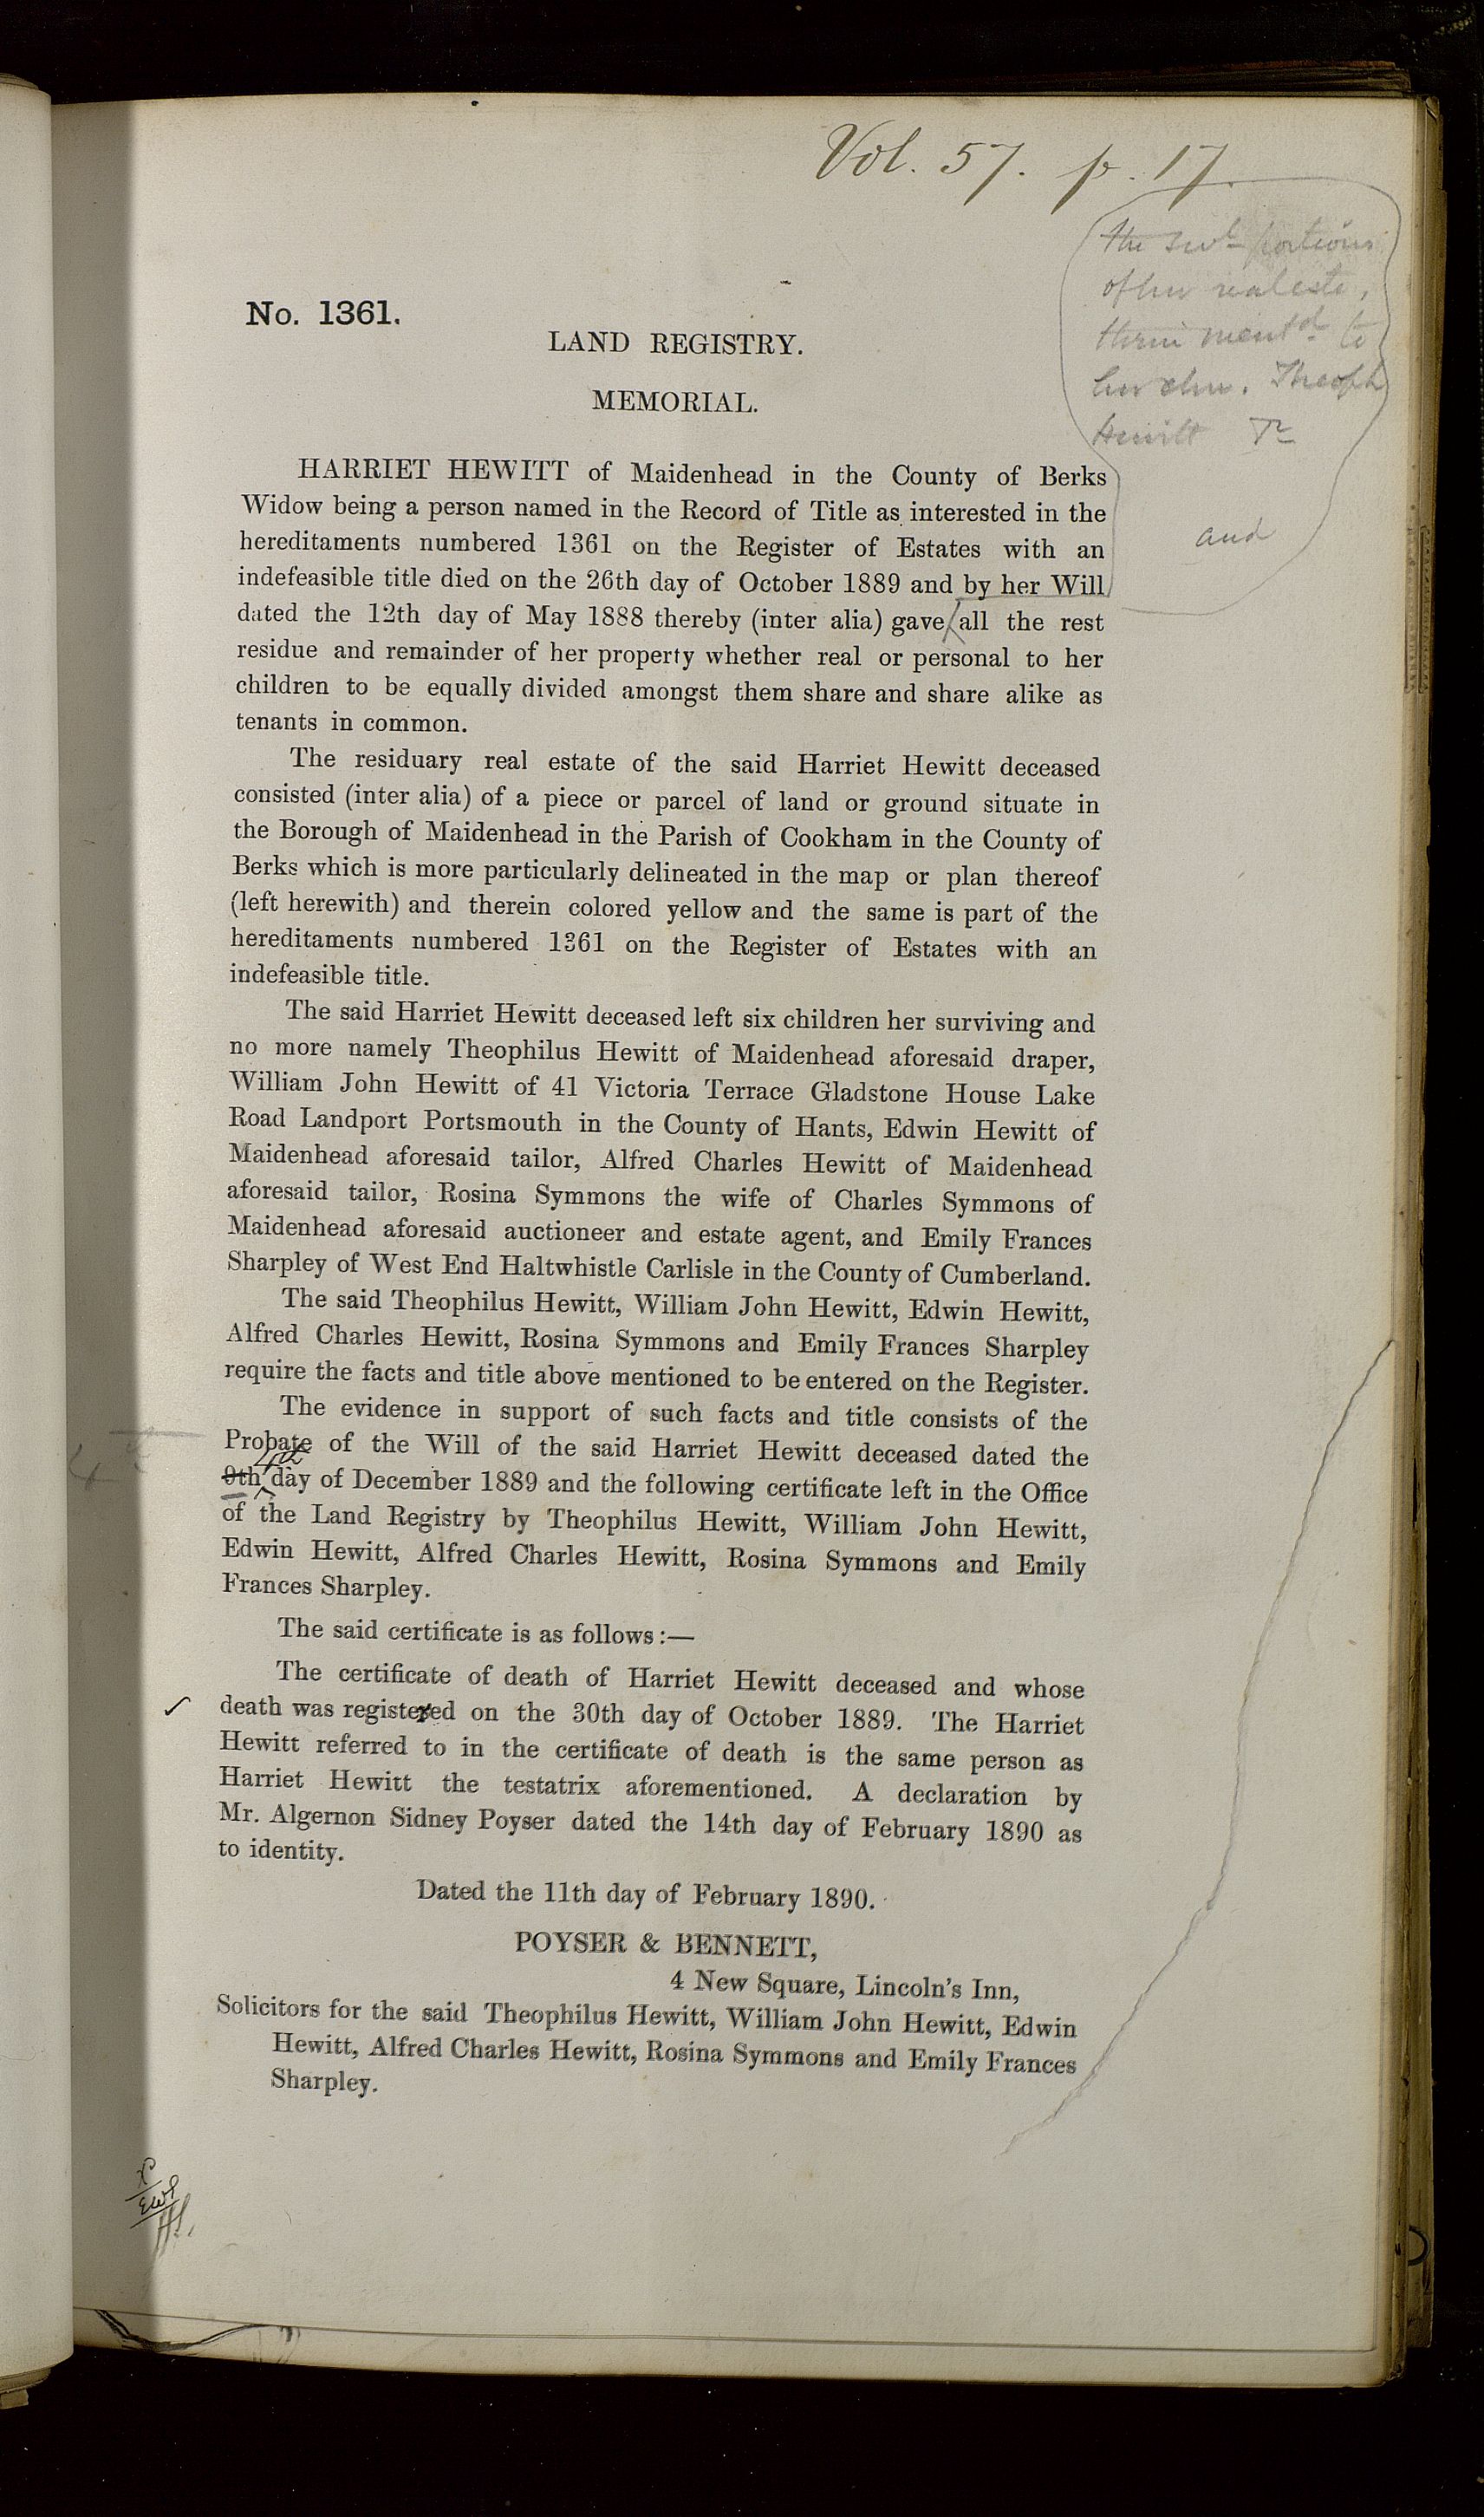 Vol. 57. p. 17.
the
portions
of her real
therein mentd. to
her Theoph
Hewitt
and
No. 1361.
LAND REGISTRY.
MEMORIAL.
HARRIET HEWITT of Maidenhead in the County of Berks
Widow being a person named in the Record of Title as interested in the
hereditaments numbered 1361 on the Register of Estates with an
indefeasible title died on the 26th day of October 1889 and by her Will
dated the 12th day of May 1888 thereby (inter alia) gave all the rest
residue and remainder of her property whether real or personal to her
children to be equally divided amongst them share and share alike as
tenants in common.
The residuary real estate of the said Harriet Hewitt deceased
consisted (inter alia) of a piece or parcel of land or ground situate in
the Borough of Maidenhead in the Parish of Cookham in the County of
Berks which is more particularly delineated in the map or plan thereof
(left herewith) and therein colored yellow and the same is part of the
hereditaments numbered 1361 on the Register of Estates with an
indefeasible title.
The said Harriet Hewitt deceased left six children her surviving and
no more namely Theophilus Hewitt of Maidenhead aforesaid draper,
William John Hewitt of 41 Victoria Terrace Gladstone House Lake
Road Landport Portsmouth in the County of Hants, Edwin Hewitt of
Maidenhead aforesaid tailor, Alfred Charles Hewitt of Maidenhead
aforesaid tailor, Rosina Symmons the wife of Charles Symmons of
Maidenhead aforesaid auctioneer and estate agent, and Emily Frances
Sharpley of West End Haltwhistle Carlisle in the County of Cumberland.
The said Theophilus Hewitt, William John Hewitt, Edwin Hewitt,
Alfred Charles Hewitt, Rosina Symmons and Emily Frances Sharpley
require the facts and title above mentioned to be entered on the Register.
The evidence in support of such facts and title consists of the
Probate of the Will of the said Harriet Hewitt deceased dated the
9th 4th day of December 1889 and the following certificate left in the Office
of the Land Registry by Theophilus Hewitt, William John Hewitt,
Edwin Hewitt, Alfred Charles Hewitt, Rosina Symmons and Emily
Frances Sharpley.
The said certificate is as follows:—
The certificate of death of Harriet Hewitt deceased and whose
death was registered on the 30th day of October 1889. The Harriet
Hewitt referred to in the certificate of death is the same person as
Harriet Hewitt the testatrix aforementioned. A declaration by
Mr. Algernon Sidney Poyser dated the 14th day of February 1890 as
to identity.
Dated the 11th day of February 1890.
POYSER & BENNETT,
4 New Square, Lincoln's Inn,
Solicitors for the said Theophilus Hewitt, William John Hewitt, Edwin
Hewitt, Alfred Charles Hewitt, Rosina Symmons and Emily Frances
Sharpley.